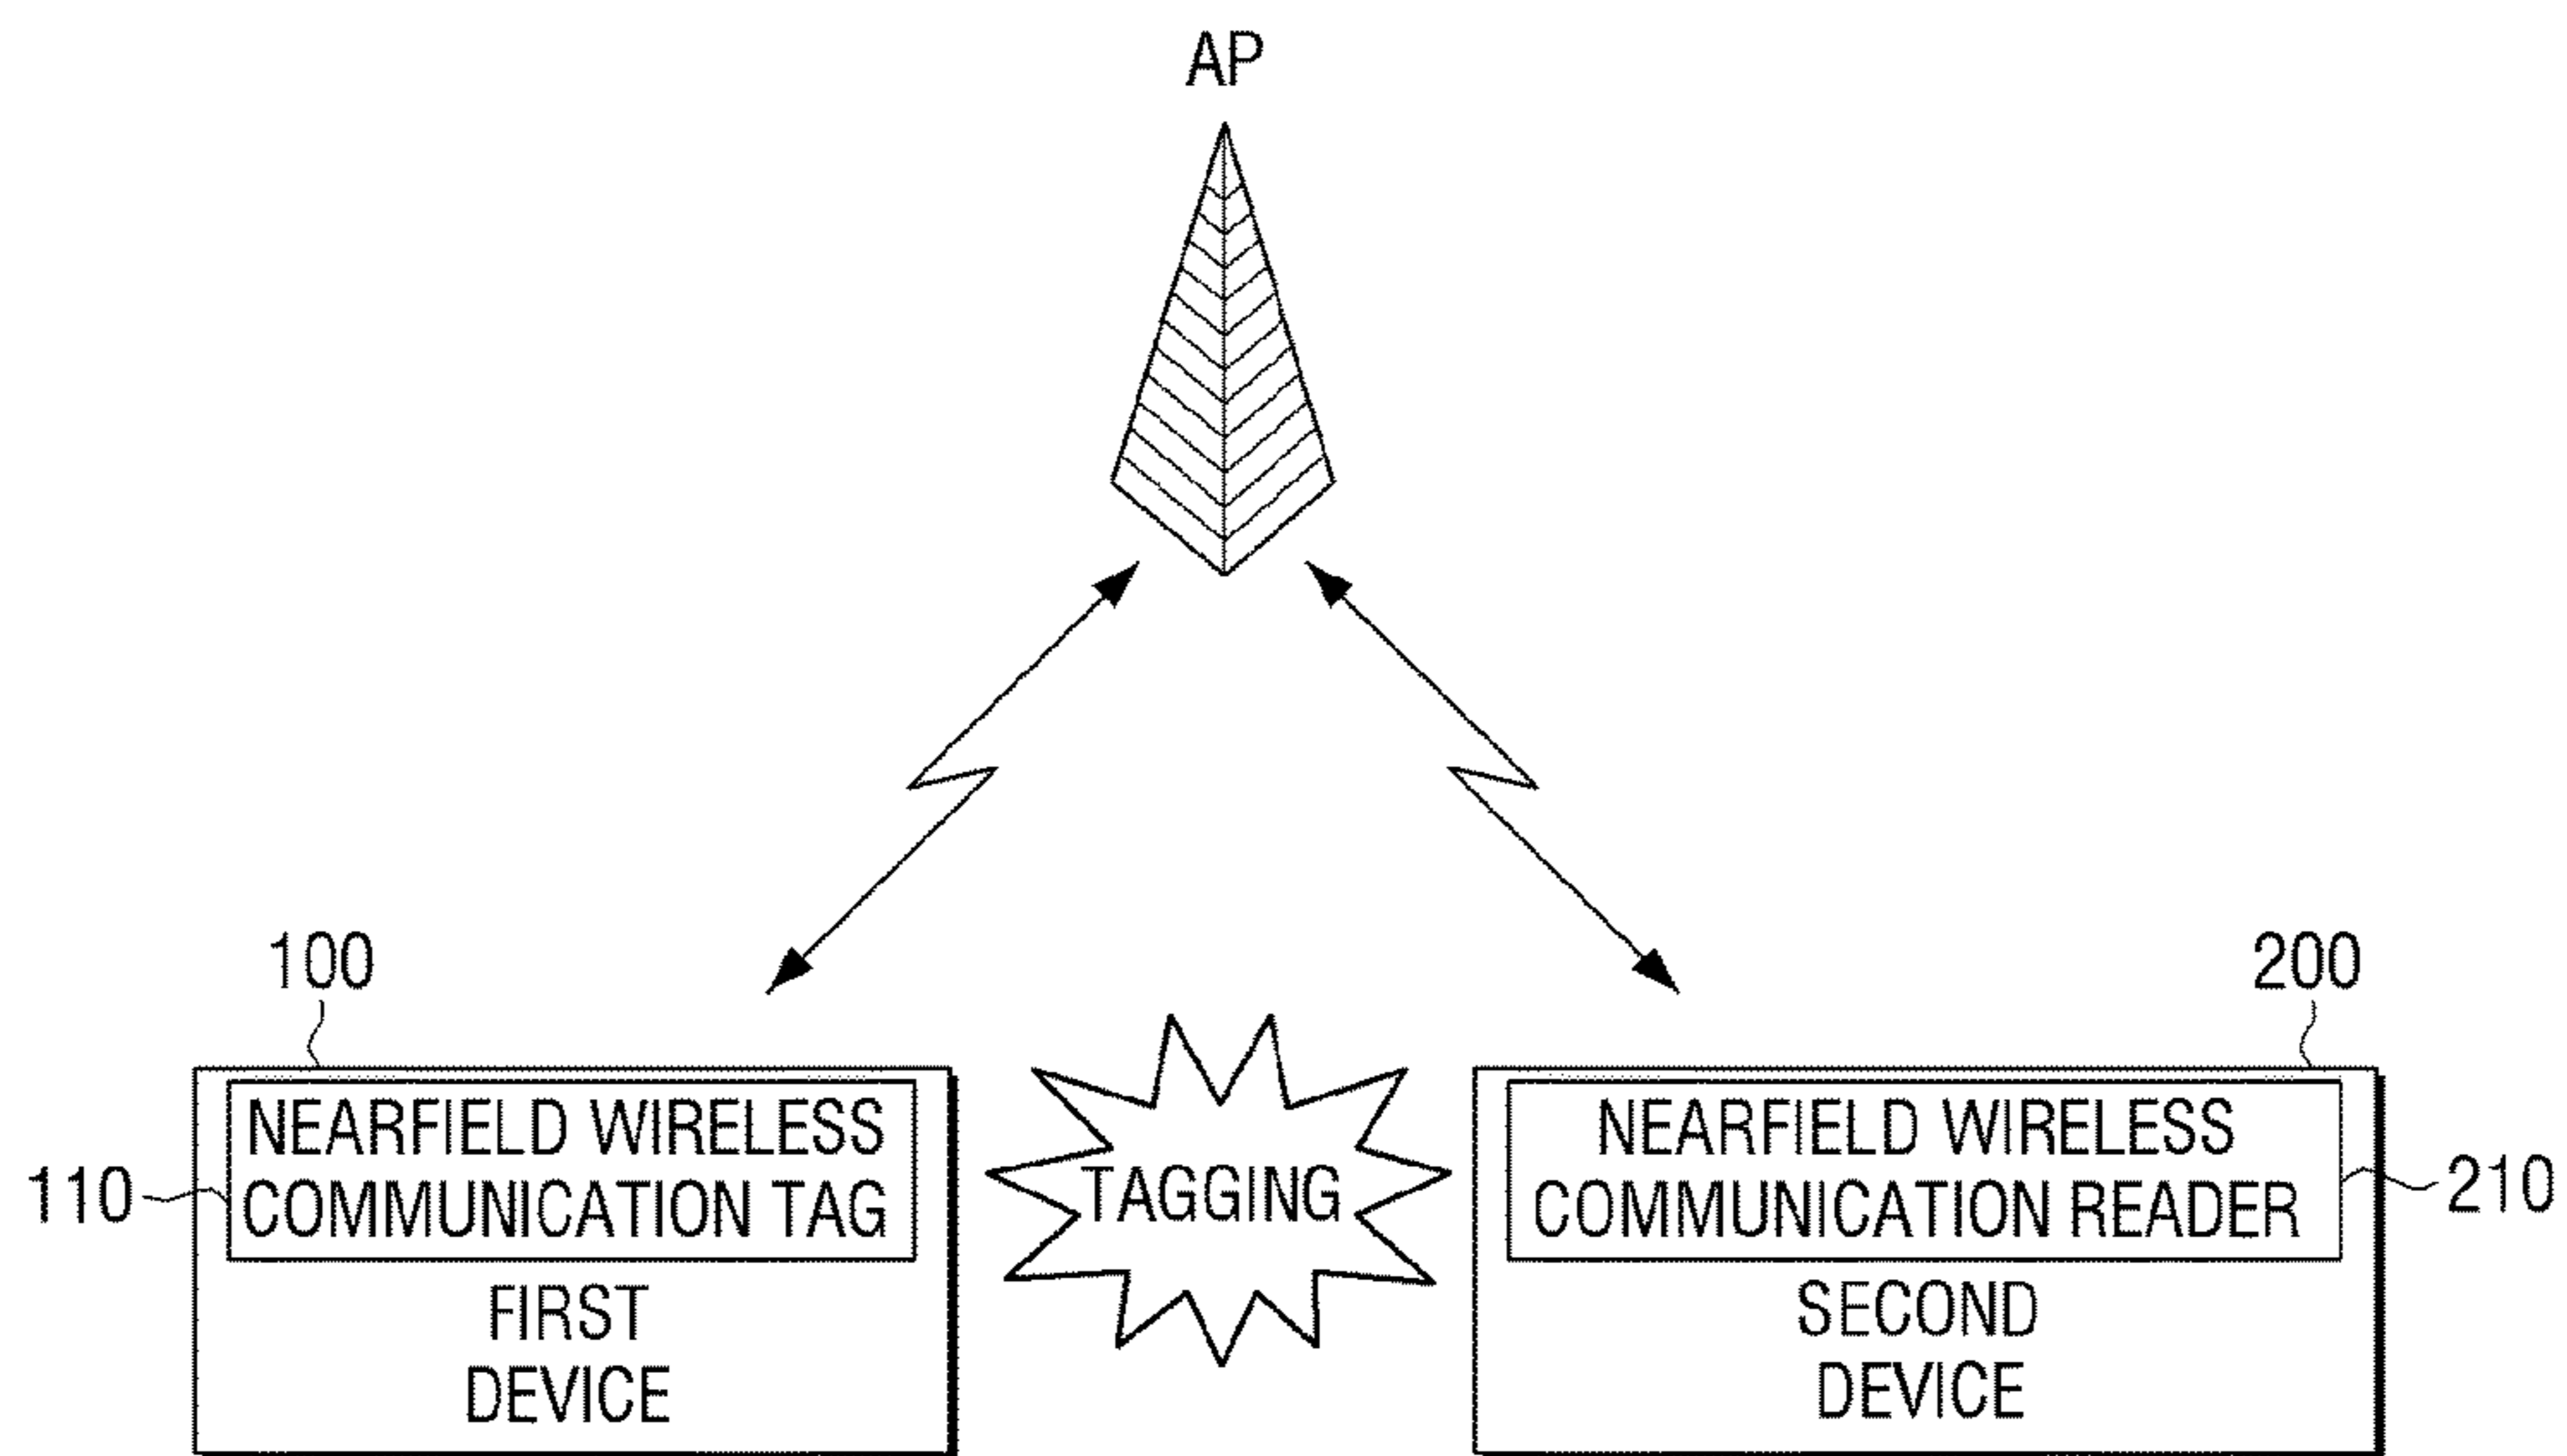 AP
100
200
110
NEARFIELD WIRELESS
COMMUNICATION TAG
FIRST
DEVICE
TAGGING
NEARFIELD WIRELESS
COMMUNICATION READER
210
SECOND
DEVICE